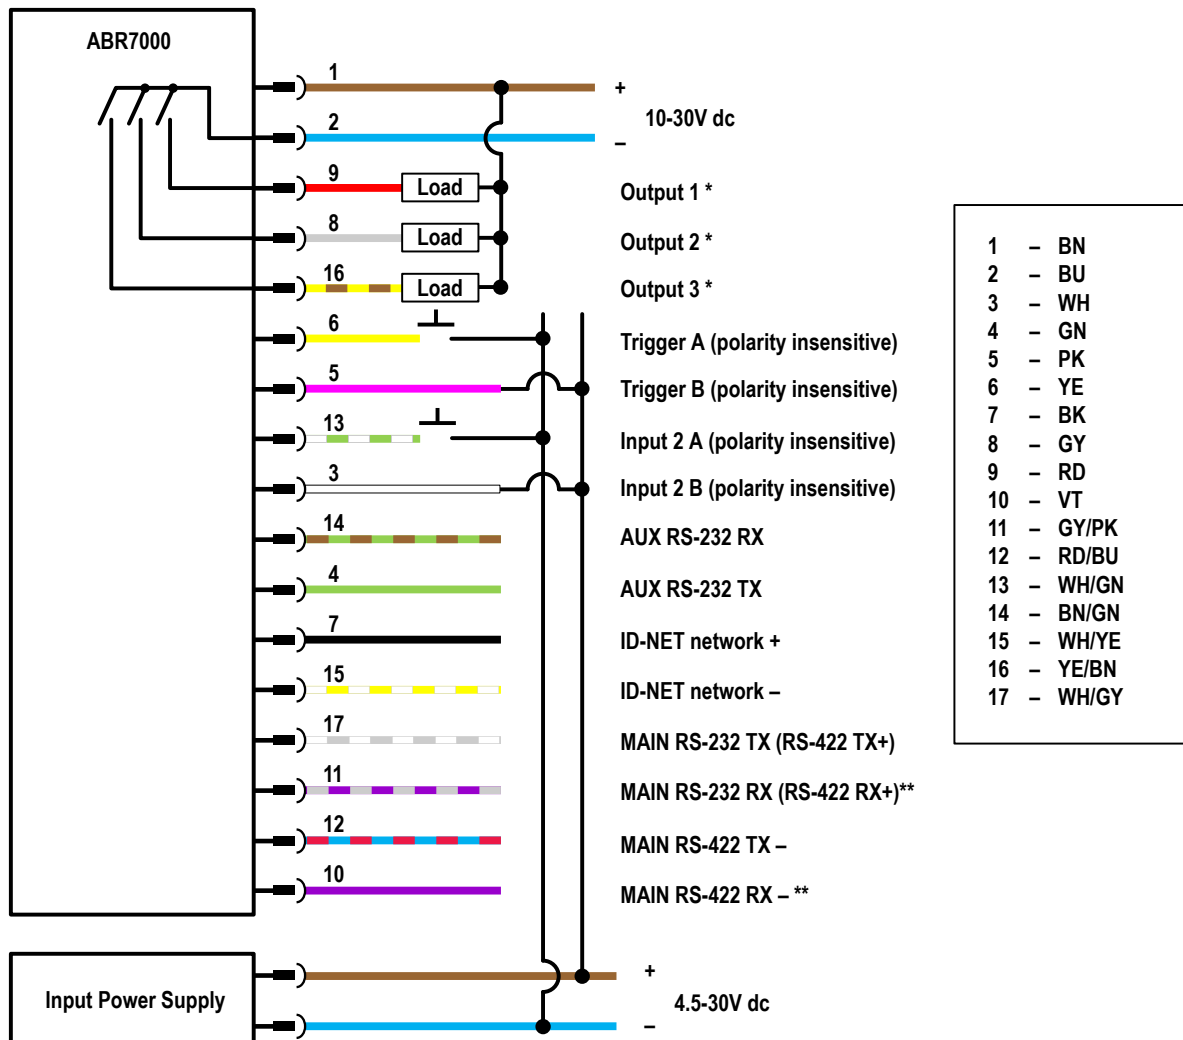 ABR7000
1
+
10-30V dc
2
–
9
Load
Output 1 *
8
Load
Output 2 *
16
Load
Output 3 *
6
Trigger A (polarity insensitive)
5
Trigger B (polarity insensitive)
13
Input 2 A (polarity insensitive)
3
Input 2 B (polarity insensitive)
14
AUX RS-232 RX
4
AUX RS-232 TX
7
ID-NET network +
15
ID-NET network –
17
MAIN RS-232 TX (RS-422 TX+)
11
MAIN RS-232 RX (RS-422 RX+)**
12
MAIN RS-422 TX –
10
MAIN RS-422 RX – **
Input Power Supply
+
4.5-30V dc
–
1 – BN
2 – BU
3 – WH
4 – GN
5 – PK
6 – YE
7 – BK
8 – GY
9 – RD
10 – VT
11 – GY/PK
12 – RD/BU
13 – WH/GN
14 – BN/GN
15 – WH/YE
16 – YE/BN
17 – WH/GY